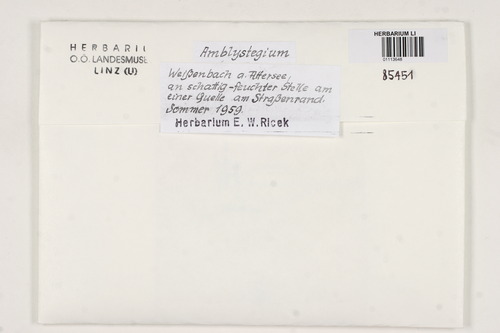 HERBARIU
O.Ö. LANDESMUSE
LINZ (U)
Amblystegium
Weißenbach a. Attersee,
an schattig-feuchter Stelle am
einer Quelle am Straßenrand.
Sommer 1959.
Herbarium E. W. Ricek
HERBARIUM LI
85451